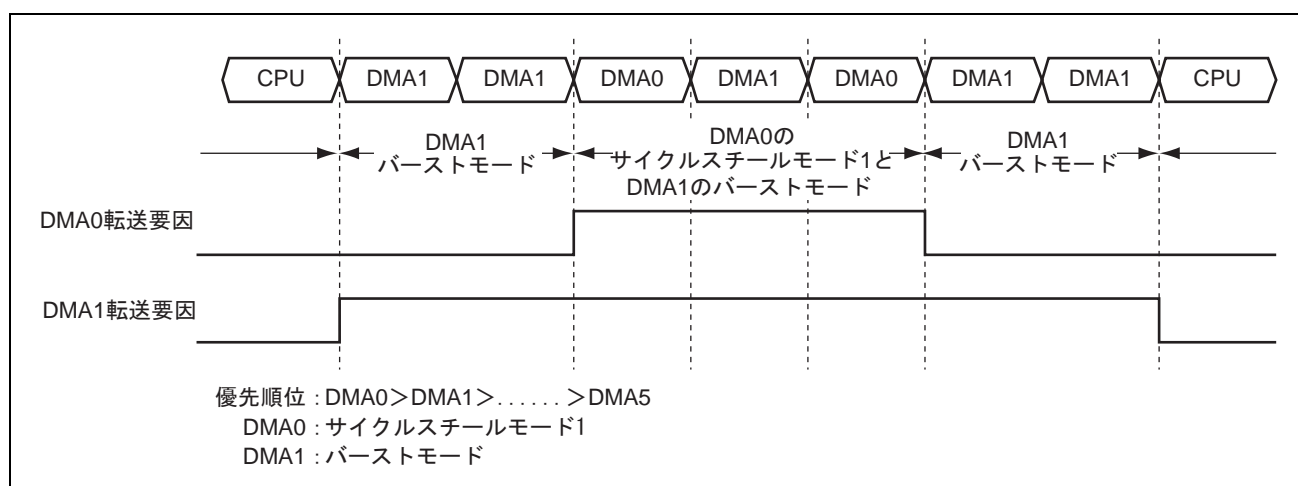 CPU DMA1 DMA1 DMA0 DMA1 DMA0 DMA1 DMA1 CPU
DMA1
バーストモード
DMA0の
サイクルスチールモード1と
DMA1のバーストモード
DMA1
バーストモード
DMA0転送要因
DMA1転送要因
優先順位：DMA0＞DMA1＞......＞DMA5
DMA0：サイクルスチールモード1
DMA1：バーストモード